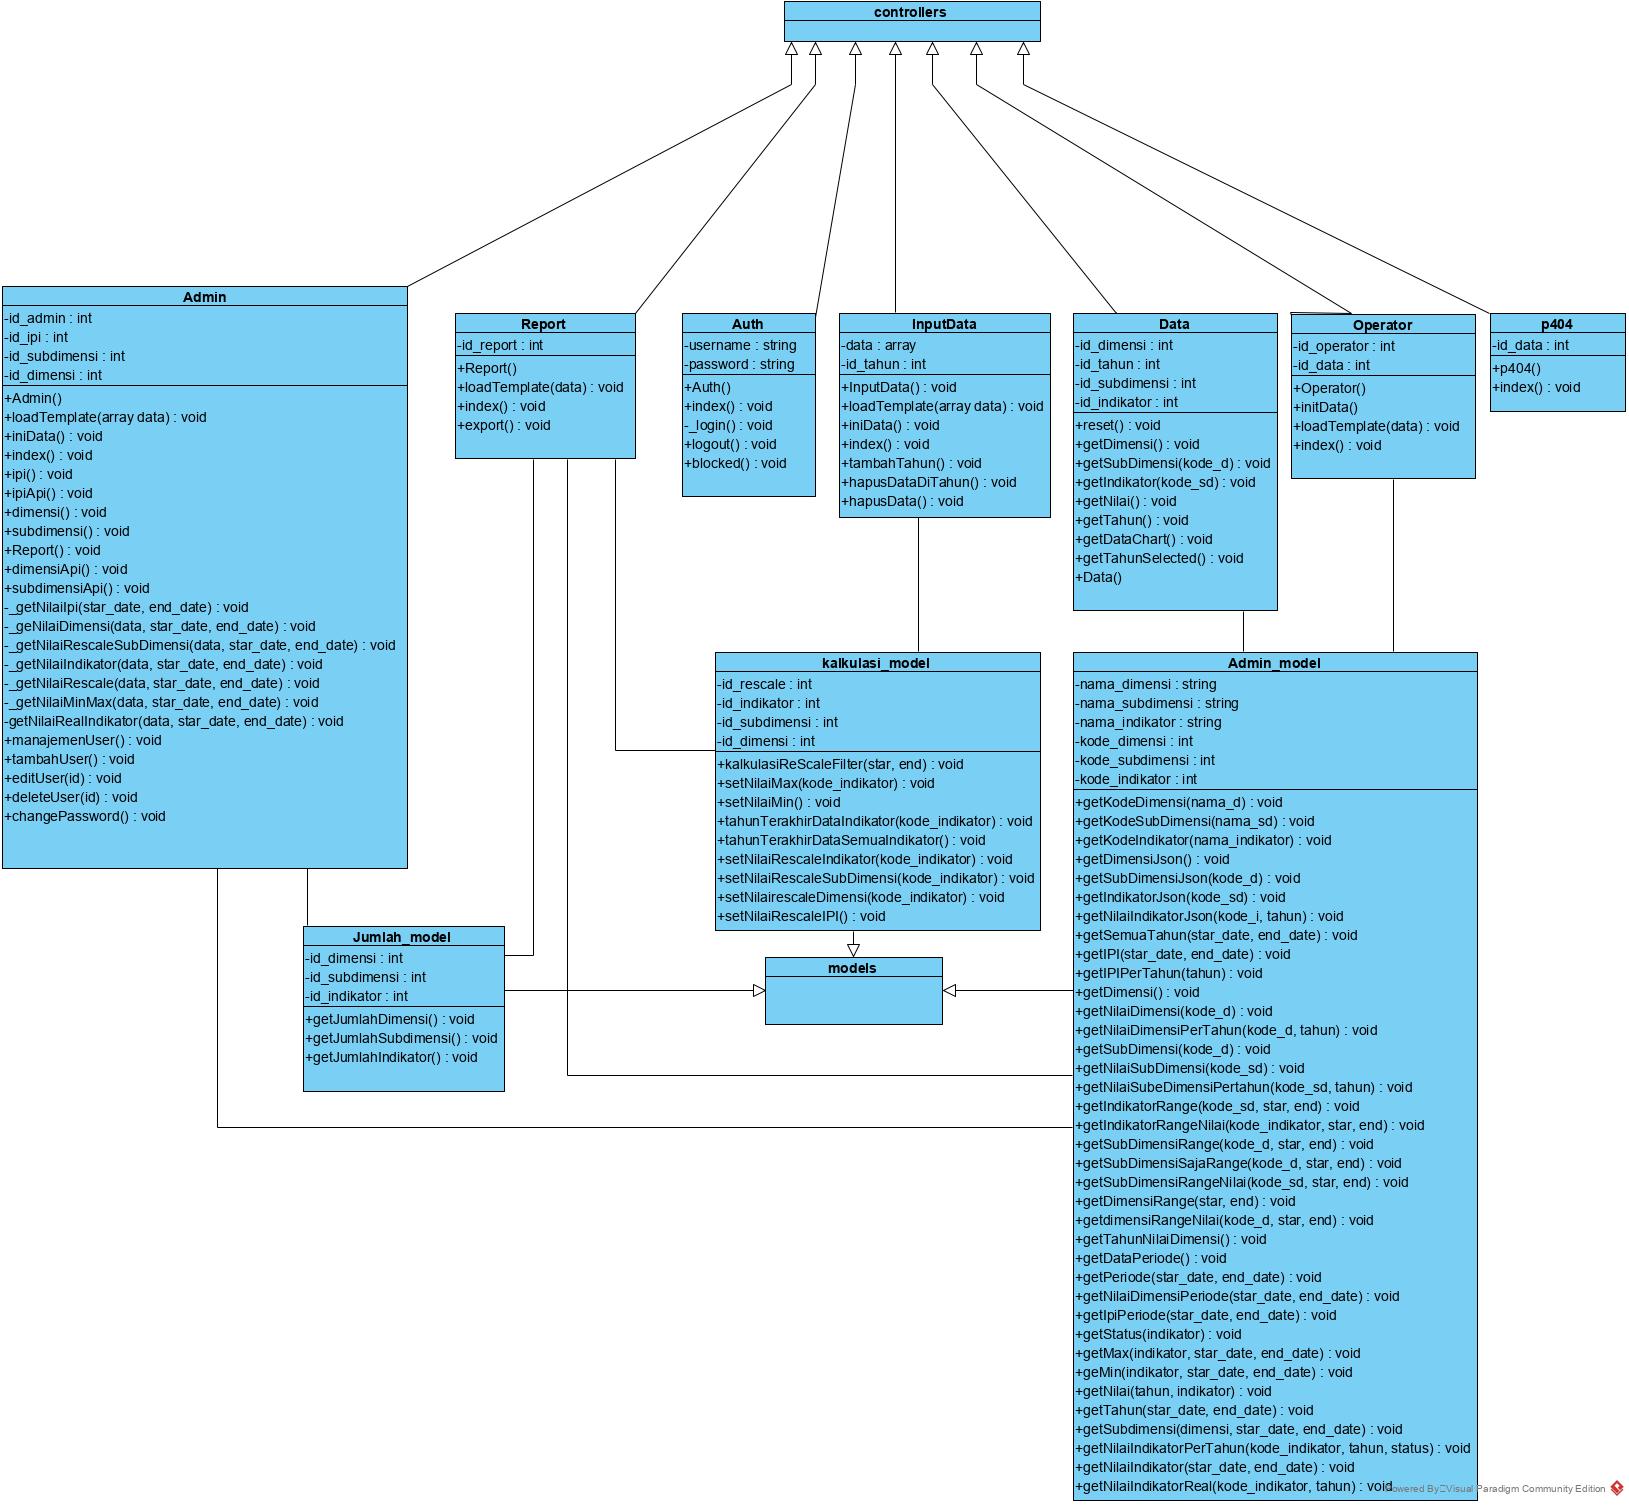 controllers
Admin
-id_admin : int
-id_ipi : int
-id_subdimensi : int
-id_dimensi : int
+Admin()
+loadTemplate(array data) : void
+iniData() : void
+index() : void
+ipi() : void
+ipiApi() : void
+dimensi() : void
+subdimensi() : void
+Report() : void
+dimensiApi() : void
+subdimensiApi() : void
-_getNilaiIpi(star_date, end_date) : void
-_geNilaiDimensi(data, star_date, end_date) : void
-_getNilaiRescaleSubDimensi(data, star_date, end_date) : void
-_getNilaiIndikator(data, star_date, end_date) : void
-_getNilaiRescale(data, star_date, end_date) : void
-_getNilaiMinMax(data, star_date, end_date) : void
-getNilaiRealIndikator(data, star_date, end_date) : void
+manajemenUser() : void
+tambahUser() : void
+editUser(id) : void
+deleteUser(id) : void
+changePassword() : void
Report
-id_report : int
+Report()
+loadTemplate(data) : void
+index() : void
+export() : void
Auth
-username : string
-password : string
+Auth()
+index() : void
-_login() : void
+logout() : void
+blocked() : void
inputData
-data : array
-id_tahun : int
+InputData() : void
+loadTemplate(array data) : void
+iniData() : void
+index() : void
+tambahTahun() : void
+hapusDataDiTahun() : void
+hapusData() : void
Data
-id_dimensi : int
-id_tahun : int
-id_subdimensi : int
-id_indikator : int
+reset() : void
+getDimensi() : void
+getSubDimensi(kode_d) : void
+getIndikator(kode_sd) : void
+getNilai() : void
+getTahun() : void
+getDataChart() : void
+getTahunSelected() : void
+Data()
Operator
-id_operator : int
-id_data : int
+Operator()
+initData()
+loadTemplate(data) : void
+index() : void
p404
-id_data : int
+p404()
+index() : void
kalkulasi_model
-id_rescale : int
-id_indikator : int
-id_subdimensi : int
-id_dimensi : int
+kalkulasiReScaleFilter(star, end) : void
+setNilaiMax(kode_indikator) : void
+setNilaiMin() : void
+tahunTerakhirDataIndikator(kode_indikator) : void
+tahunTerakhirDataSemuaIndikator() : void
+setNilaiRescaleIndikator(kode_indikator) : void
+setNilaiRescaleSubDimensi(kode_indikator) : void
+setNilairescaleDimensi(kode_indikator) : void
+setNilaiRescaleIPI() : void
Admin_model
-nama_dimensi : string
-nama_subdimensi : string
-nama_indikator : string
-kode_dimensi : int
-kode_subdimensi : int
-kode_indikator : int
+getKodeDimensi(nama_d) : void
+getKodeSubDimensi(nama_sd) : void
+getKodeIndikator(nama_indikator) : void
+getDimensiJson() : void
+getSubDimensiJson(kode_d) : void
+getIndikatorJson(kode_sd) : void
+getNilaiIndikatorJson(kode_i, tahun) : void
+getSemuaTahun(star_date, end_date) : void
+getIPI(star_date, end_date) : void
+getIPIPerTahun(tahun) : void
+getDimensi() : void
+getNilaiDimensi(kode_d) : void
+getNilaiDimensiPerTahun(kode_d, tahun) : void
+getSubDimensi(kode_d) : void
+getNilaiSubDimensi(kode_sd) : void
+getNilaiSubeDimensiPertahun(kode_sd, tahun) : void
+getIndikatorRange(kode_sd, star, end) : void
+getIndikatorRangeNilai(kode_indikator, star, end) : void
+getSubDimensiRange(kode_d, star, end) : void
+getSubDimensiSajaRange(kode_d, star, end) : void
+getSubDimensiRangeNilai(kode_sd, star, end) : void
+getDimensiRange(star, end) : void
+getdimensiRangeNilai(kode_d, star, end) : void
+getTahunNilaiDimensi() : void
+getDataPeriode() : void
+getPeriode(star_date, end_date) : void
+getNilaiDimensiPeriode(star_date, end_date) : void
+getIpiPeriode(star_date, end_date) : void
+getStatus(indikator) : void
+getMax(indikator, star_date, end_date) : void
+geMin(indikator, star_date, end_date) : void
+getNilai(tahun, indikator) : void
+getTahun(star_date, end_date) : void
+getSubdimensi(dimensi, star_date, end_date) : void
+getNilaiIndikatorPerTahun(kode_indikator, tahun, status) : void
+getNilaiIndikator(star_date, end_date) : void
+getNilaiIndikatorReal(kode_indikator, tahun) : void
Jumlah_model
-id_dimensi : int
-id_subdimensi : int
-id_indikator : int
+getJumlahDimensi() : void
+getJumlahSubdimensi() : void
+getJumlahIndikator() : void
models
Powered By Visual Paradigm Community Edition